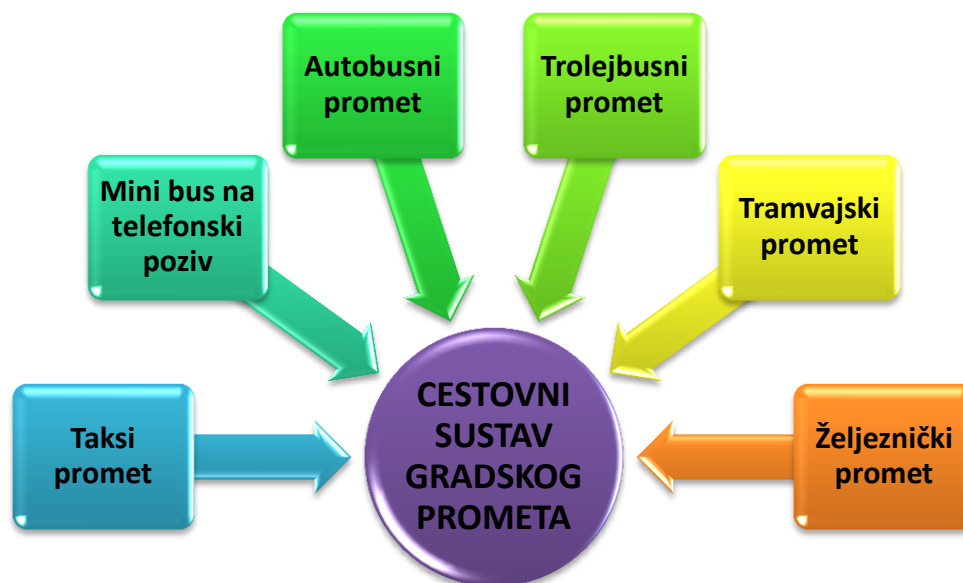 Autobusni
promet
Trolejbusni
promet
Mini bus na
telefonski
poziv
Tramvajski
promet
Taksi
promet
CESTOVNI
SUSTAV
GRADSKOG
PROMETA
Željeznički
promet